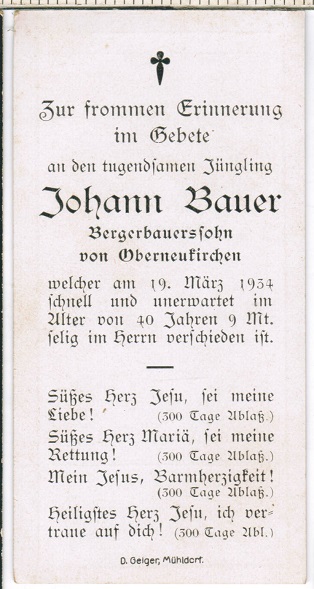 Zur frommen Erinnerung
im Gebete
an den tugendsamen Jüngling
Johann Bauer
Bergerbauerssohn
von Oberneukirchen
welcher am 19. März 1934
schnell und unerwartet im
Alter von 40 Jahren 9 Mt.
selig im Herrn verschieden ist.
Süßes Herz Jesu, sei meine
Liebe! (300 Tage Ablaß.)
Süßes Herz Mariä, sei meine
Rettung! (300 Tage Ablaß.)
Mein Jesus, Barmherzigkeit!
(300 Tage Ablaß.)
Heiligstes Herz Jesu, ich ver-
traue auf dich! (300 Tage Abl.)
D. Geiger, Mühldorf.